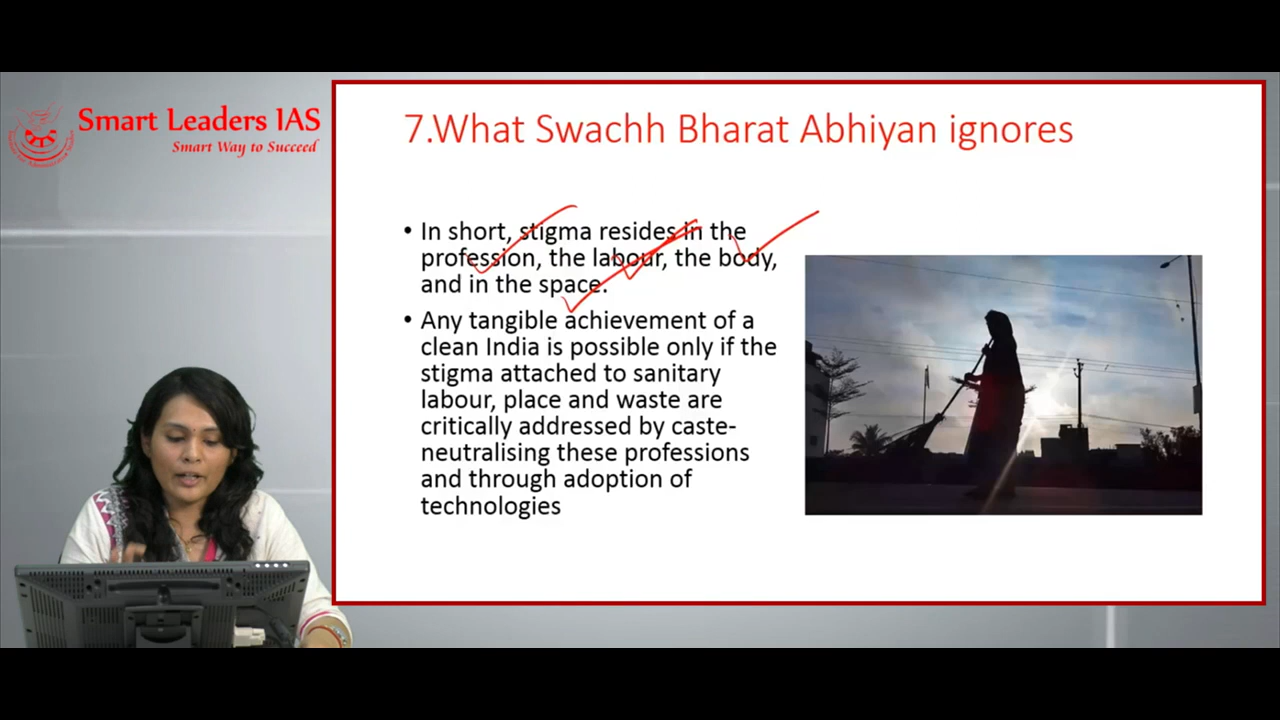 Smart Leaders IAS
Smart Way to Succeed
7.What Swachh Bharat Abhiyan ignores
• In short, stigma resides in the
profession, the labour, the body,
and in the space.
• Any tangible achievement of a
clean India is possible only if the
stigma attached to sanitary
labour, place and waste are
critically addressed by caste-
neutralising these professions
and through adoption of
technologies